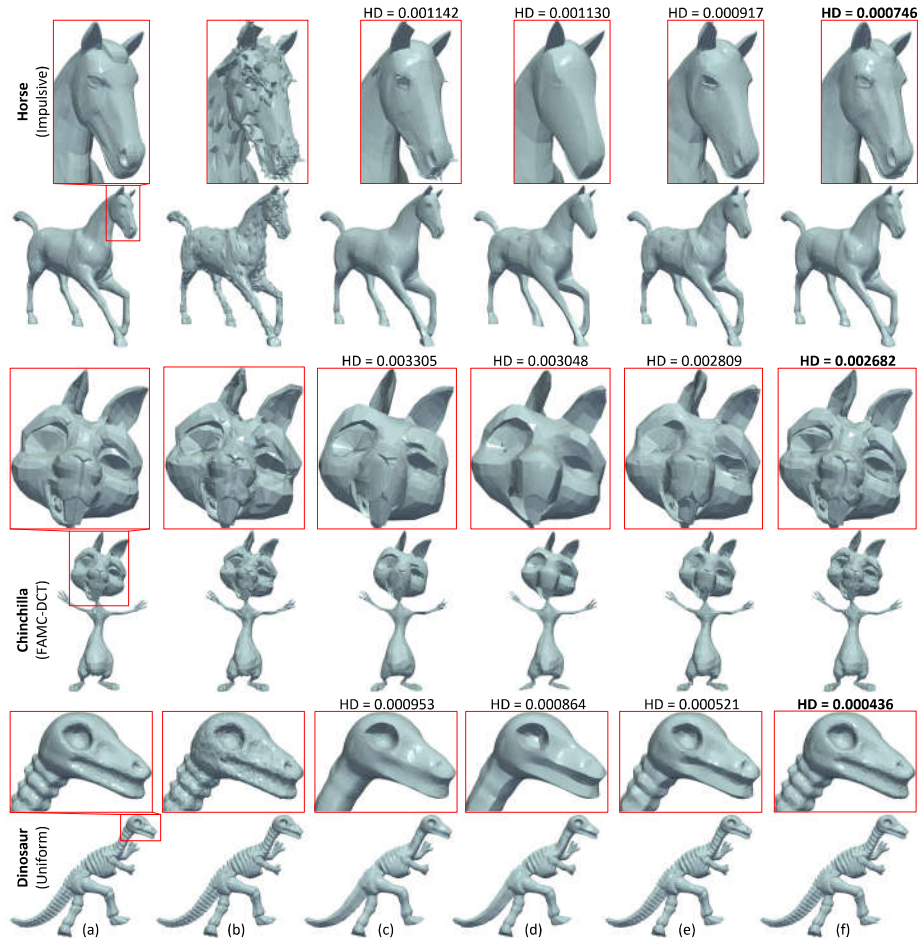 HD = 0.001142 HD = 0.001130 HD = 0.000917 HD = 0.000746
Horse
(Impulsive)
HD = 0.003305 HD = 0.003048 HD = 0.002809 HD = 0.002682
Chinchilla
(FAMC-DCT)
HD = 0.000953 HD = 0.000864 HD = 0.000521 HD = 0.000436
Dinosaur
(Uniform)
(a) (b) (c) (d) (e) (f)